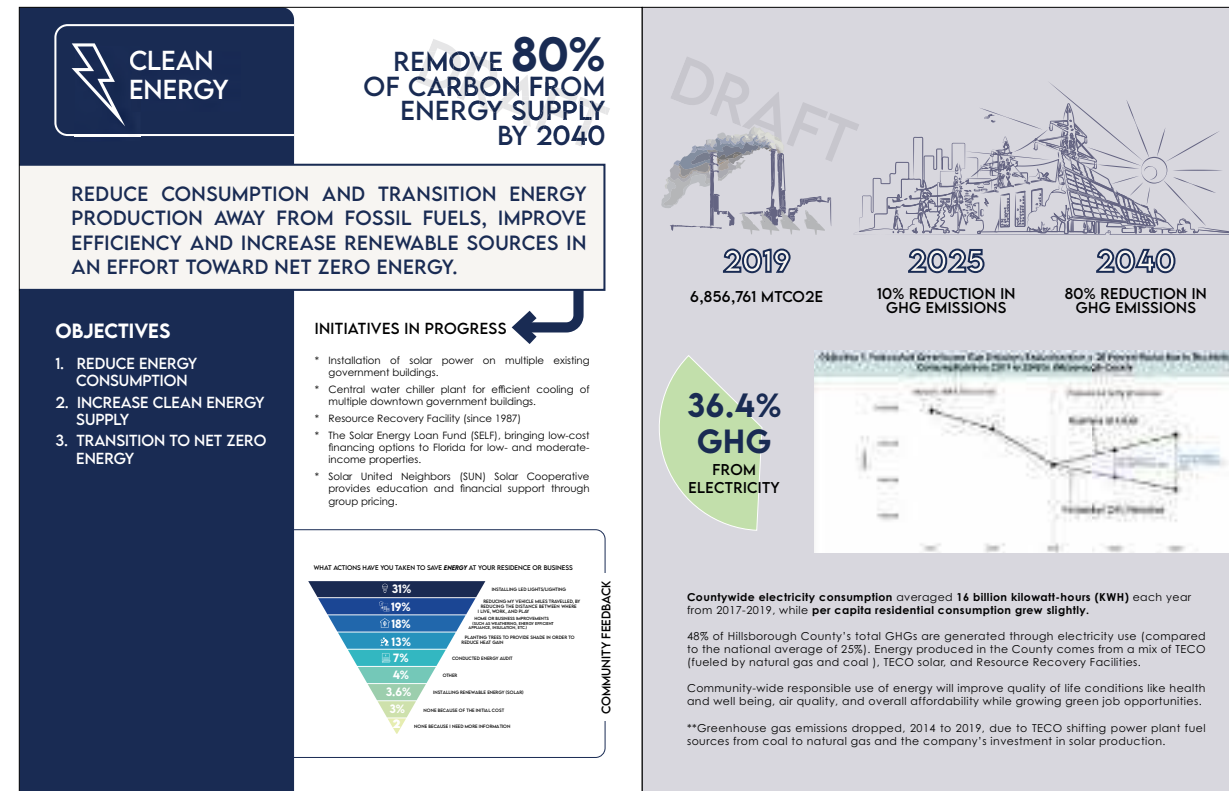 CLEAN
ENERGY
REMOVE 80%
OF CARBON FROM
ENERGY SUPPLY
BY 2040
DRAFT
REDUCE CONSUMPTION AND TRANSITION ENERGY
PRODUCTION AWAY FROM FOSSIL FUELS, IMPROVE
EFFICIENCY AND INCREASE RENEWABLE SOURCES IN
AN EFFORT TOWARD NET ZERO ENERGY.
OBJECTIVES
1. REDUCE ENERGY
CONSUMPTION
2. INCREASE CLEAN ENERGY
SUPPLY
3. TRANSITION TO NET ZERO
ENERGY
INITIATIVES IN PROGRESS
* Installation of solar power on multiple existing
government buildings.
* Central water chiller plant for efficient cooling of
multiple downtown government buildings.
* Resource Recovery Facility (since 1987)
* The Solar Energy Loan Fund (SELF), bringing low-cost
financing options to Florida for low- and moderate-
income properties.
* Solar United Neighbors (SUN) Solar Cooperative
provides education and financial support through
group pricing.
WHAT ACTIONS HAVE YOU TAKEN TO SAVE ENERGY AT YOUR RESIDENCE OR BUSINESS
31% INSTALLING LED LIGHTS/LIGHTING
19% REDUCING MY VEHICLE MILES TRAVELLED, BY
REDUCING THE DISTANCE BETWEEN WHERE
I LIVE, WORK, AND PLAY
18% HOME OR BUSINESS IMPROVEMENTS
(SUCH AS WEATHERING, ENERGY EFFICIENT
APPLIANCE, INSULATION, ETC.)
13% PLANTING TREES TO PROVIDE SHADE IN ORDER TO
REDUCE HEAT GAIN
7% CONDUCTED ENERGY AUDIT
4% OTHER
3.6% INSTALLING RENEWABLE ENERGY (SOLAR)
3% NONE BECAUSE OF THE INITIAL COST
2 NONE BECAUSE I NEED MORE INFORMATION
COMMUNITY FEEDBACK
DRAFT
2019
6,856,761 MTCO2E
2025
10% REDUCTION IN
GHG EMISSIONS
2040
80% REDUCTION IN
GHG EMISSIONS
36.4%
GHG
FROM
ELECTRICITY
Countywide electricity consumption averaged 16 billion kilowatt-hours (KWH) each year
from 2017-2019, while per capita residential consumption grew slightly.
48% of Hillsborough County's total GHGs are generated through electricity use (compared
to the national average of 25%). Energy produced in the County comes from a mix of TECO
(fueled by natural gas and coal ), TECO solar, and Resource Recovery Facilities.
Community-wide responsible use of energy will improve quality of life conditions like health
and well being, air quality, and overall affordability while growing green job opportunities.
**Greenhouse gas emissions dropped, 2014 to 2019, due to TECO shifting power plant fuel
sources from coal to natural gas and the company's investment in solar production.